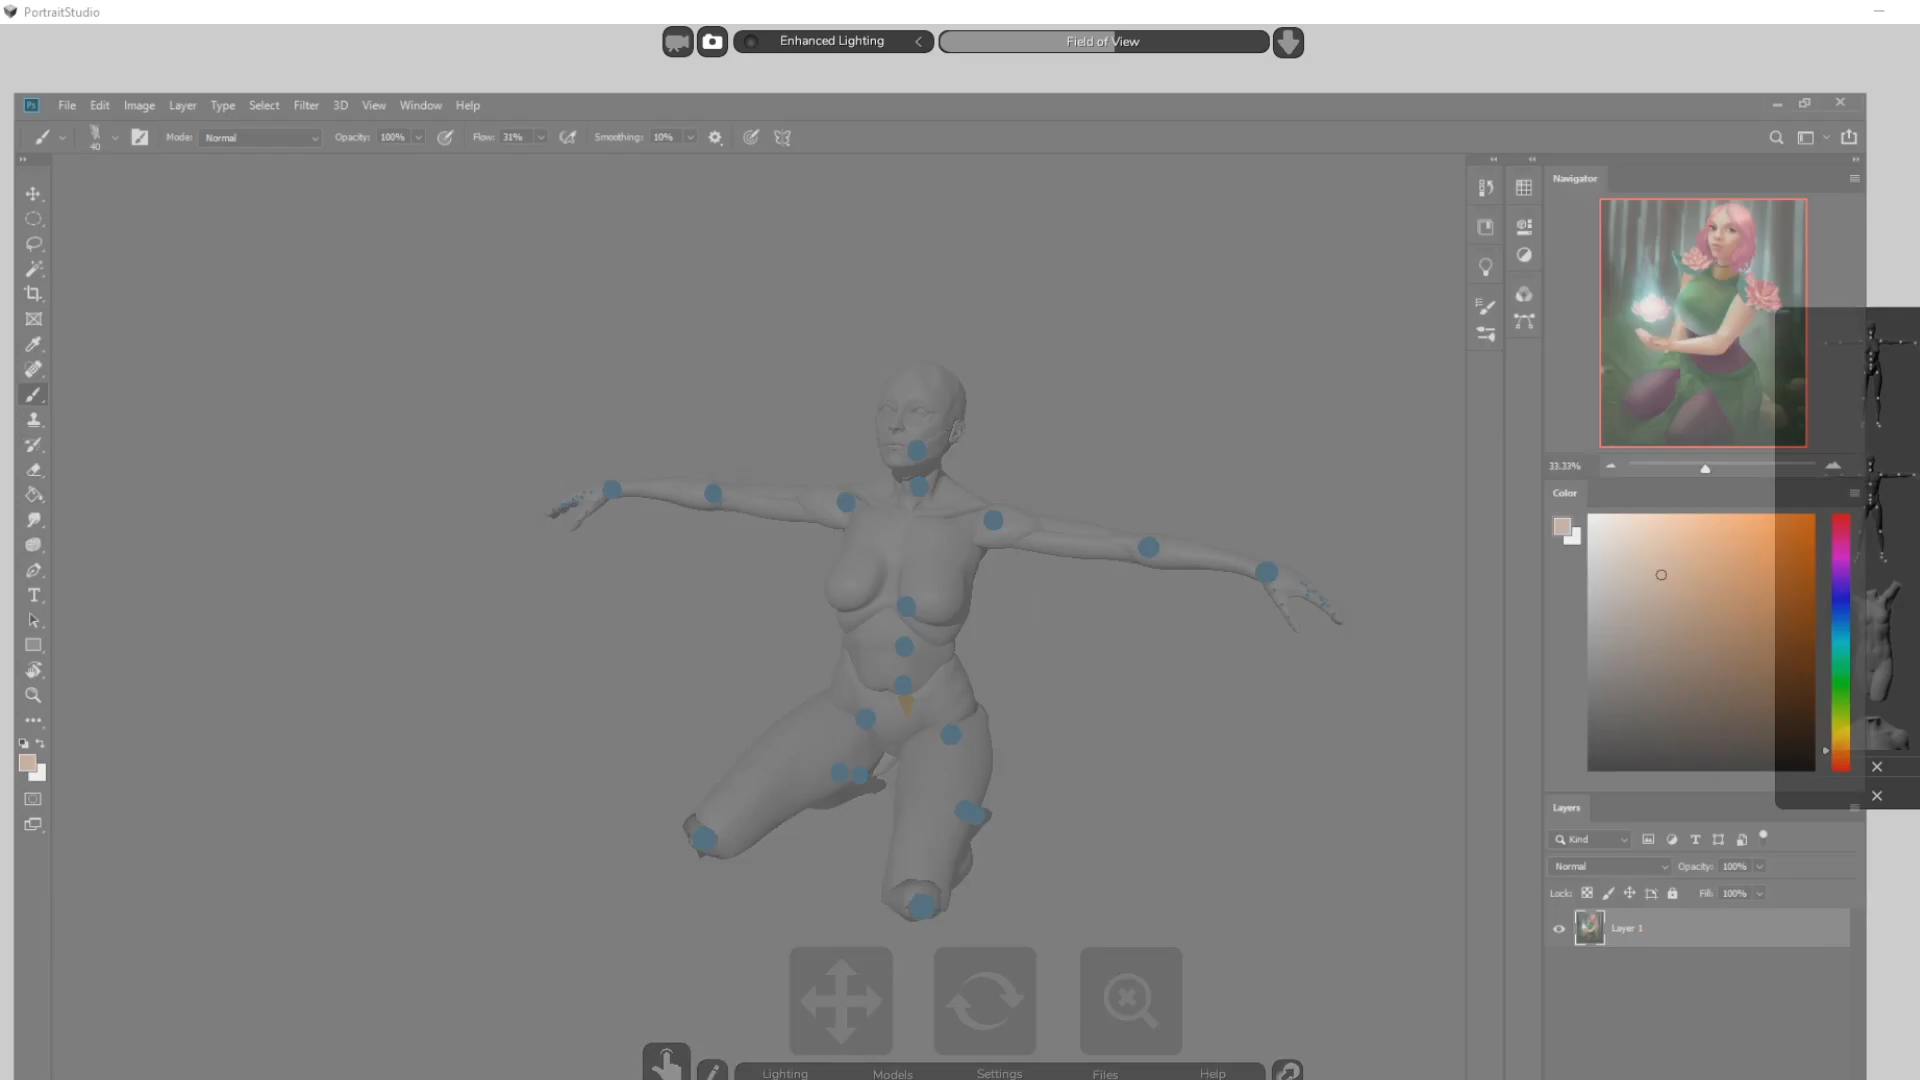 PortraitStudio
Enhanced Lighting
Field of View
Ps File Edit Image Layer Type Select Filter 3D View Window Help
40 Mode: Normal Opacity: 100% Flow: 31% Smoothing: 10%
Navigator
33.33%
Color
Layers
Kind
Normal Opacity: 100%
Lock: Fill: 100%
Layer 1
Lighting Models Settings Files Help